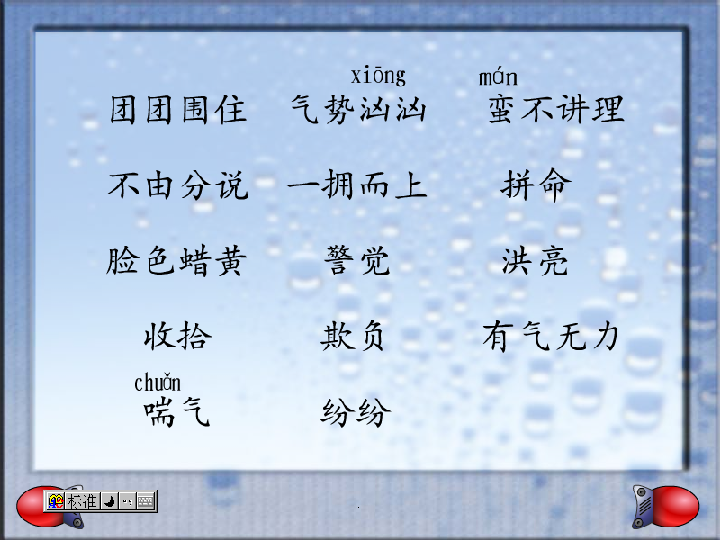 xiōng mán
团团围住 气势汹汹 蛮不讲理
不由分说 一拥而上 拼命
脸色蜡黄 警觉 洪亮
收拾 欺负 有气无力
chuǎn
喘气 纷纷
标准